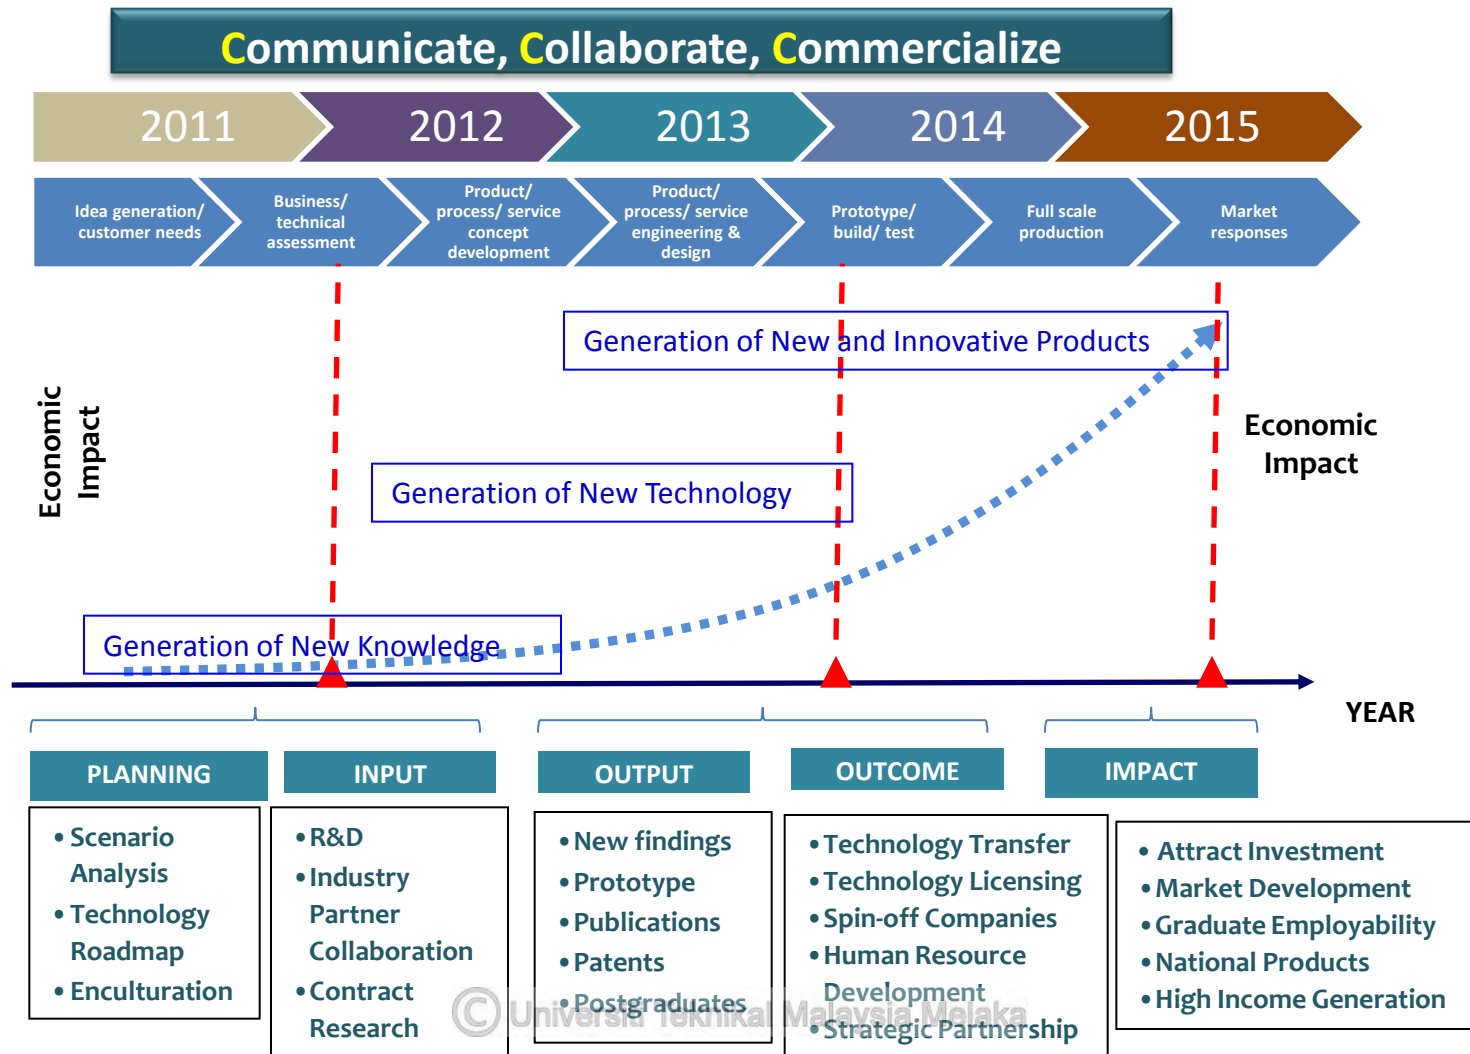 Communicate, Collaborate, Commercialize
2011
2012
2013
2014
2015
Idea generation/
customer needs
Business/
technical
assessment
Product/
process/ service
concept
development
Product/
process/ service
engineering &
design
Prototype/
build/ test
Full scale
production
Market
responses
Generation of New and Innovative Products
Economic
Impact
Economic
Impact
Generation of New Technology
Generation of New Knowledge
YEAR
PLANNING
INPUT
OUTPUT
OUTCOME
IMPACT
• Scenario
Analysis
• Technology
Roadmap
• Enculturation
• R&D
• Industry
Partner
Collaboration
• Contract
Research
• New findings
• Prototype
• Publications
• Patents
• Postgraduates
• Technology Transfer
• Technology Licensing
• Spin-off Companies
• Human Resource
Development
• Strategic Partnership
• Attract Investment
• Market Development
• Graduate Employability
• National Products
• High Income Generation
© Universiti Teknikal Malaysia Melaka